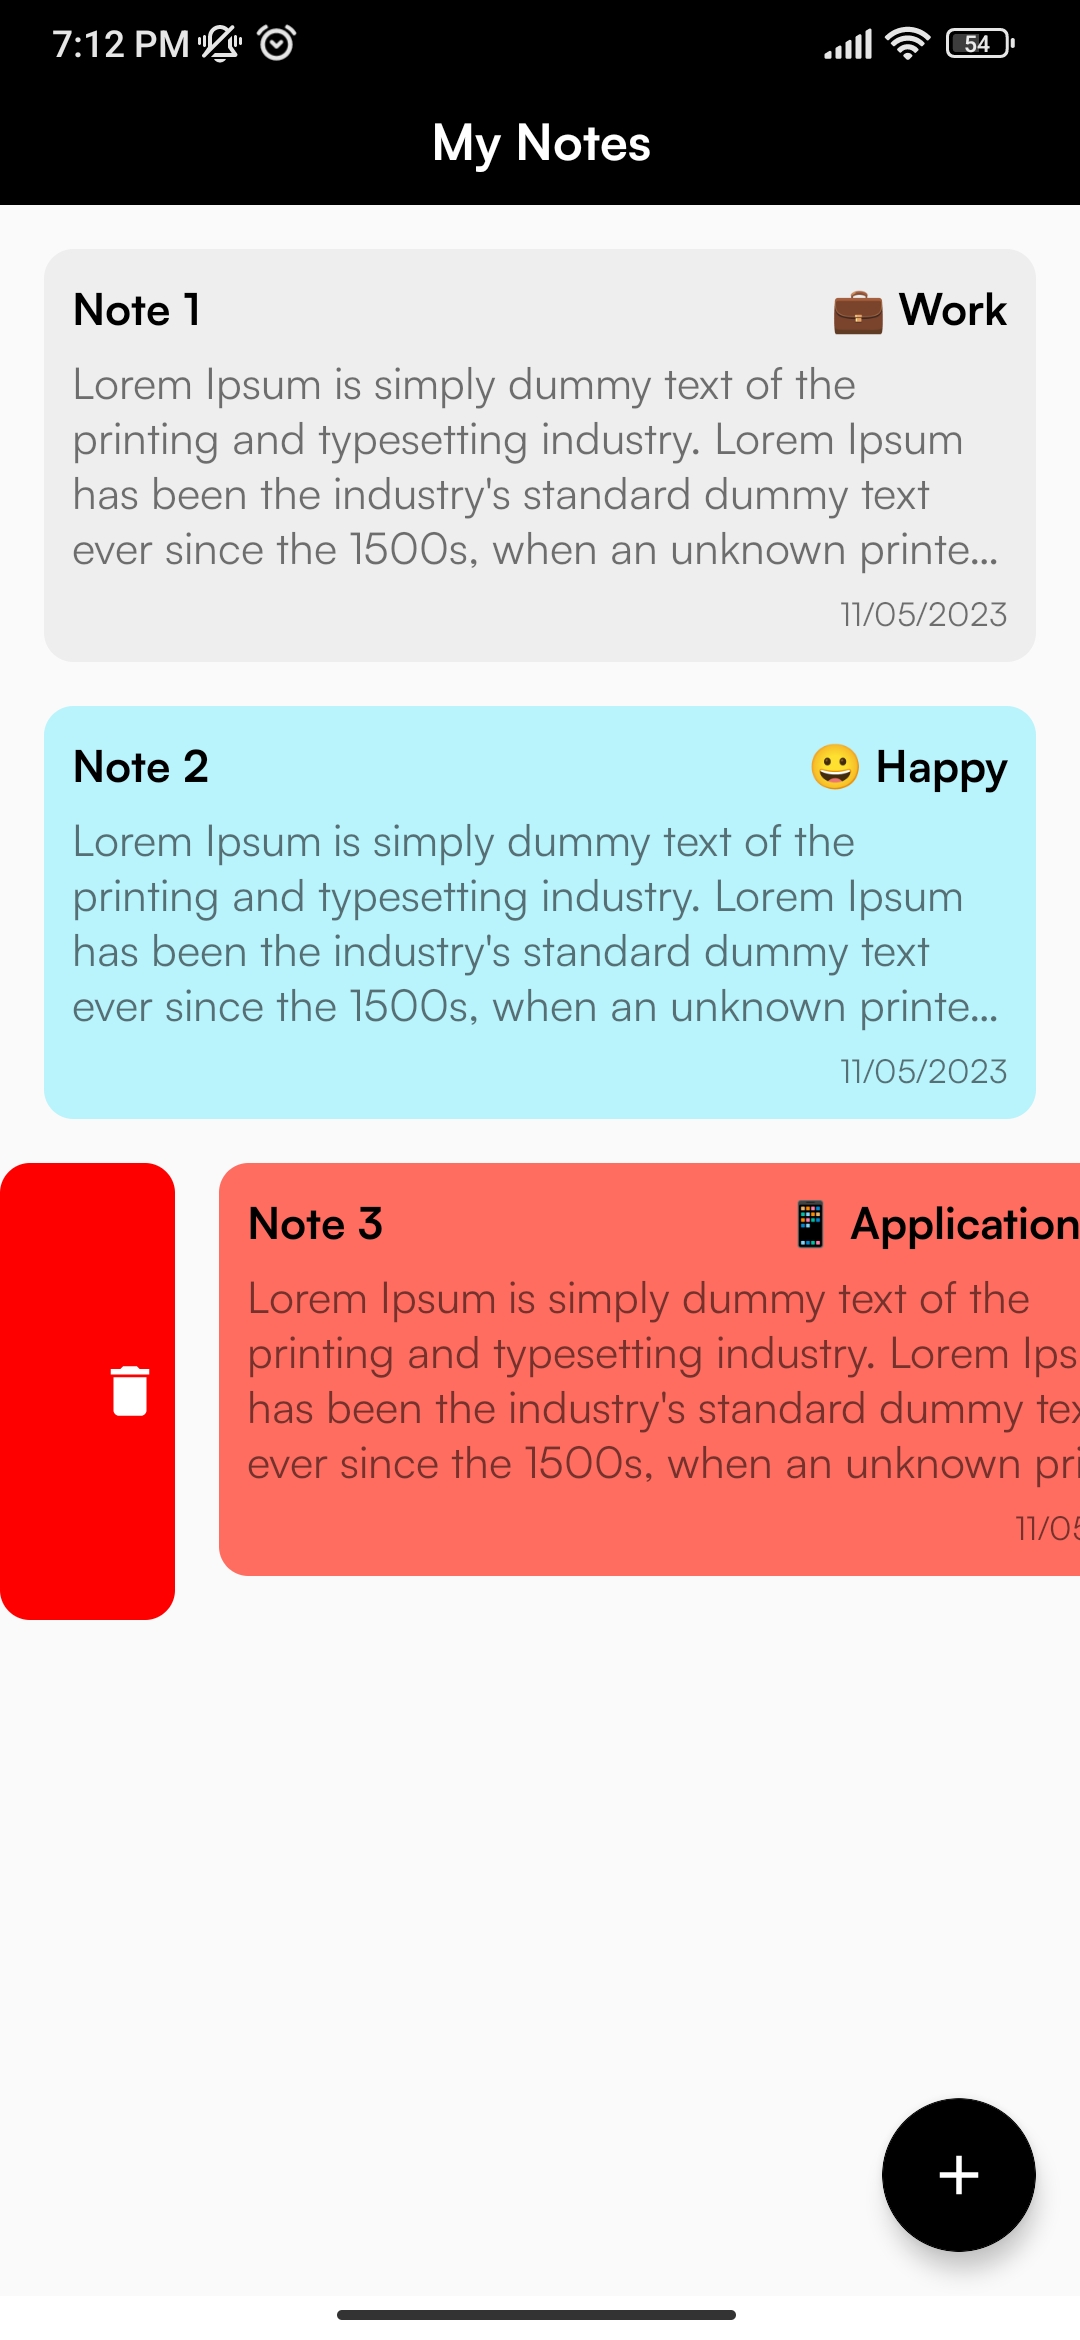 7:12 PM
54
My Notes
Note 1
💼 Work
Lorem Ipsum is simply dummy text of the
printing and typesetting industry. Lorem Ipsum
has been the industry's standard dummy text
ever since the 1500s, when an unknown printe...
11/05/2023
Note 2
😀 Happy
Lorem Ipsum is simply dummy text of the
printing and typesetting industry. Lorem Ipsum
has been the industry's standard dummy text
ever since the 1500s, when an unknown printe...
11/05/2023
Note 3
📱 Application
Lorem Ipsum is simply dummy text of the
printing and typesetting industry. Lorem Ips
has been the industry's standard dummy tex
ever since the 1500s, when an unknown pri
11/05